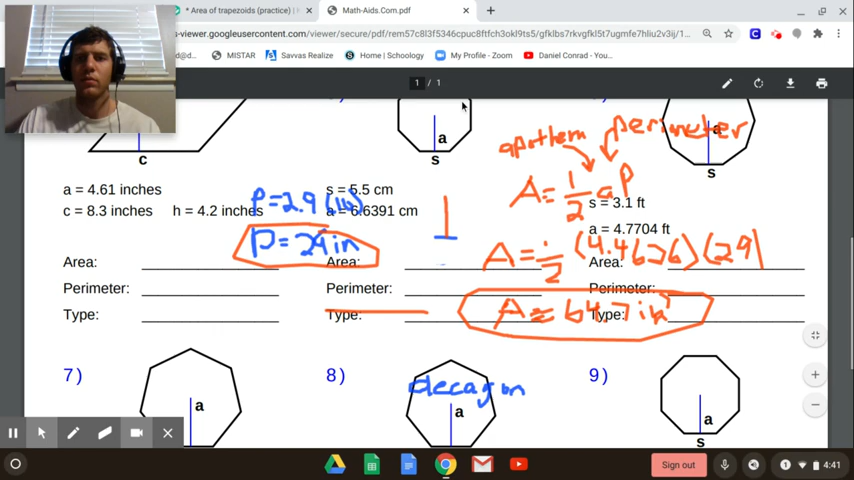 * Area of trapezoids (practice) | K
Math-Aids.Com.pdf
s-viewer.googleusercontent.com/viewer/secure/pdf/rem57c8l3f5346cpuc8ftfch3okl9ts5/gfklbs7rkvgfkl5t7ugmfe7hliu2v3ij/1...
MISTAR
Savvas Realize
Home | Schoology
My Profile - Zoom
Daniel Conrad - You...
1 / 1
a
s
c
a
s
apothem
perimeter
A = 1/2 a P
a = 4.61 inches
c = 8.3 inches h = 4.2 inches
s = 5.5 cm
a = 6.6391 cm
s = 3.1 ft
a = 4.7704 ft
P = 2.9 (10)
P = 29 in
A = 1/2 (4.4626)(29)
A ≈ 64.7 in²
Area:
Perimeter:
Type:
Area:
Perimeter:
Type:
Area:
Perimeter:
Type:
7)
8)
9)
decagon
a
a
a
s
Sign out
1
4:41